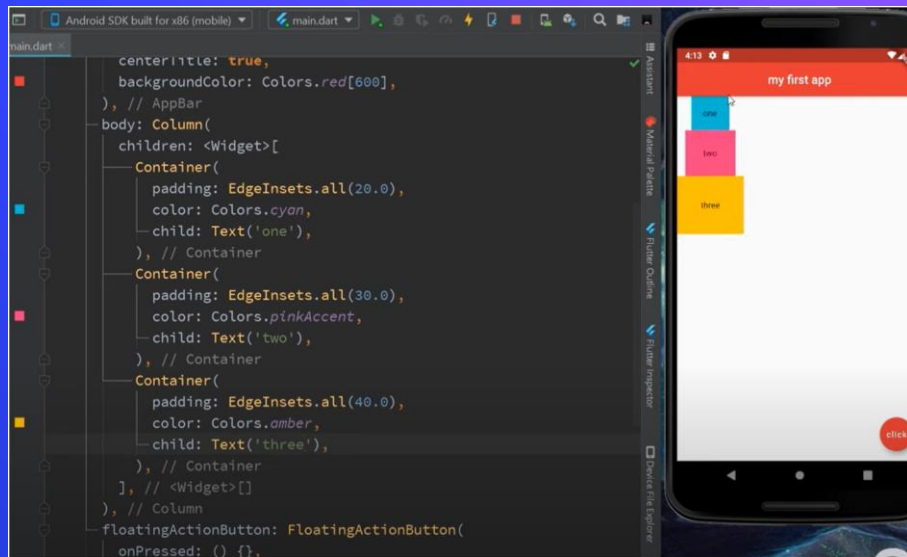 Android SDK built for x86 (mobile)
main.dart
main.dart
centerTitle: true,
backgroundColor: Colors.red[600],
), // AppBar
body: Column(
children: <Widget>[
Container(
padding: EdgeInsets.all(20.0),
color: Colors.cyan,
child: Text('one'),
), // Container
Container(
padding: EdgeInsets.all(30.0),
color: Colors.pinkAccent,
child: Text('two'),
), // Container
Container(
padding: EdgeInsets.all(40.0),
color: Colors.amber,
child: Text('three'),
), // Container
], // <Widget>[]
), // Column
floatingActionButton: FloatingActionButton(
onPressed: () {},
Assistant
Material Palette
Flutter Outline
Flutter Inspector
Device File Explorer
4:13
my first app
one
two
three
click